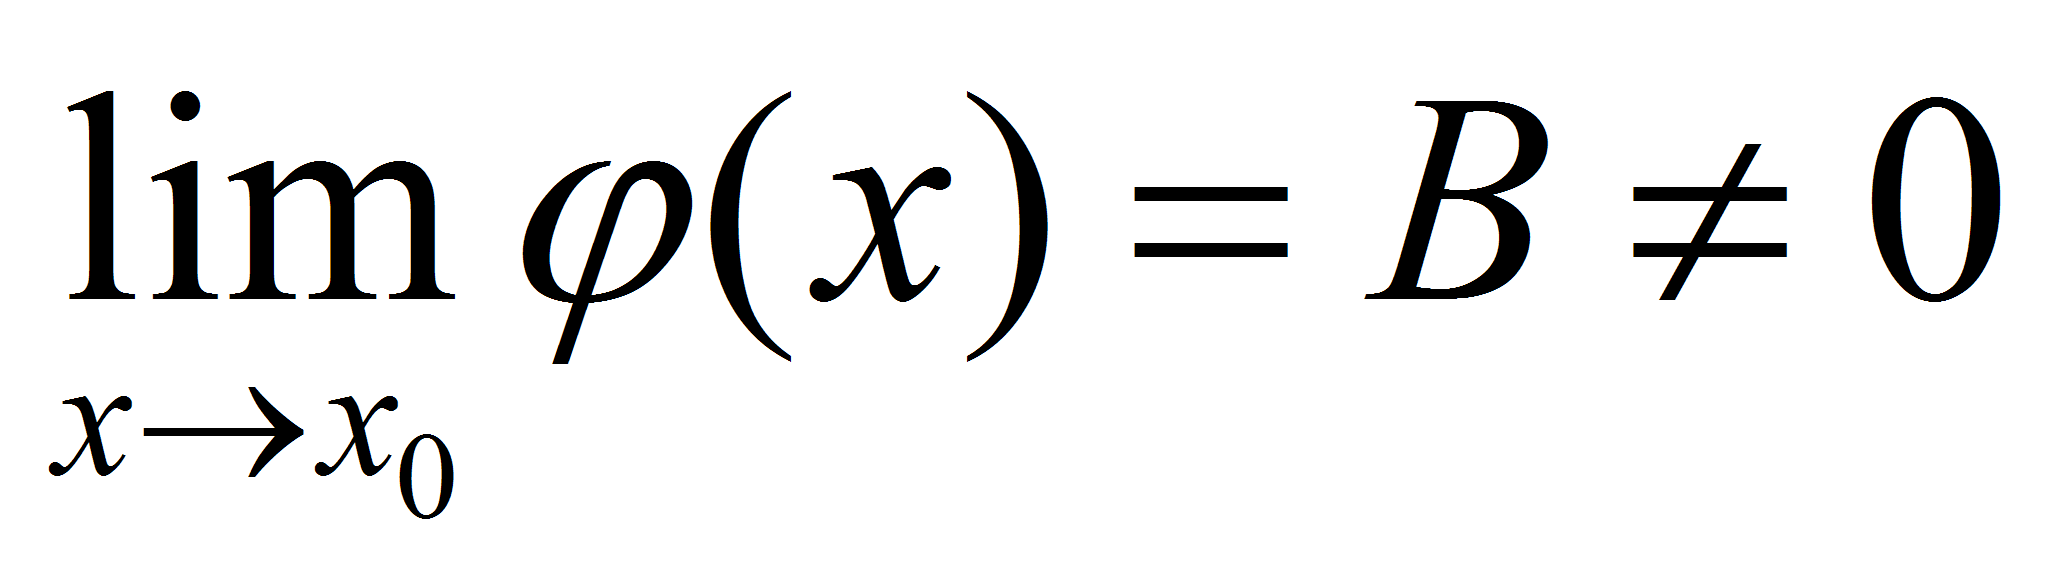 lim φ(x) = B ≠ 0
x→x₀